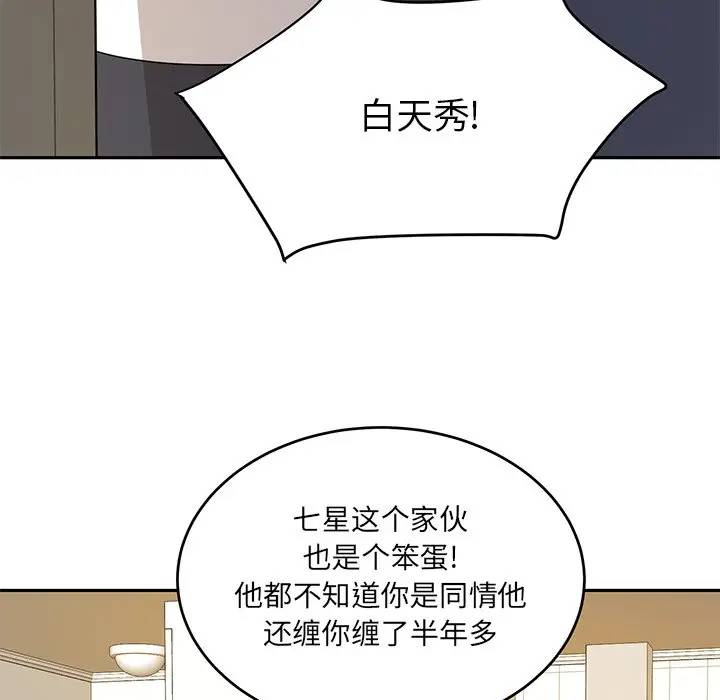 白天秀!
七星这个家伙
也是个笨蛋!
他都不知道你是同情他
还缠你缠了半年多